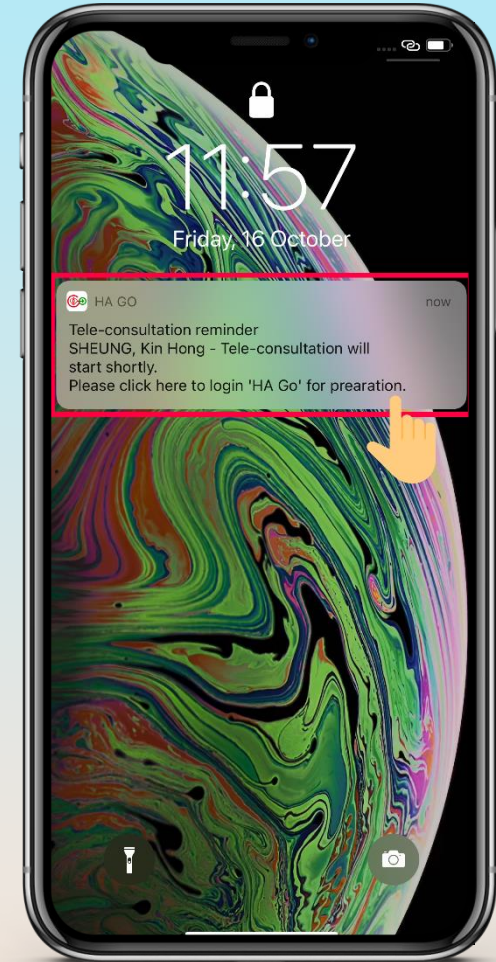 11:57
Friday, 16 October
HA GO now
Tele-consultation reminder
SHEUNG, Kin Hong - Tele-consultation will
start shortly.
Please click here to login 'HA Go' for prearation.